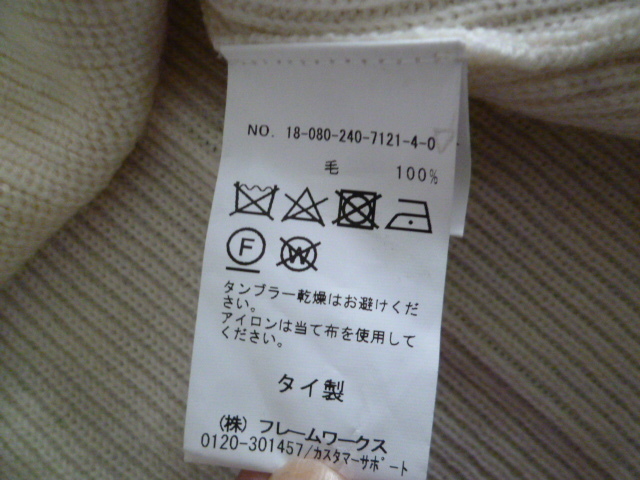 NO. 18-080-240-7121-4-0
毛 100%
F
W
タンブラー乾燥はお避けくだ
さい。
アイロンは当て布を使用して
ください。
タイ製
(株) フレームワークス
0120-301457/カスタマーサポート